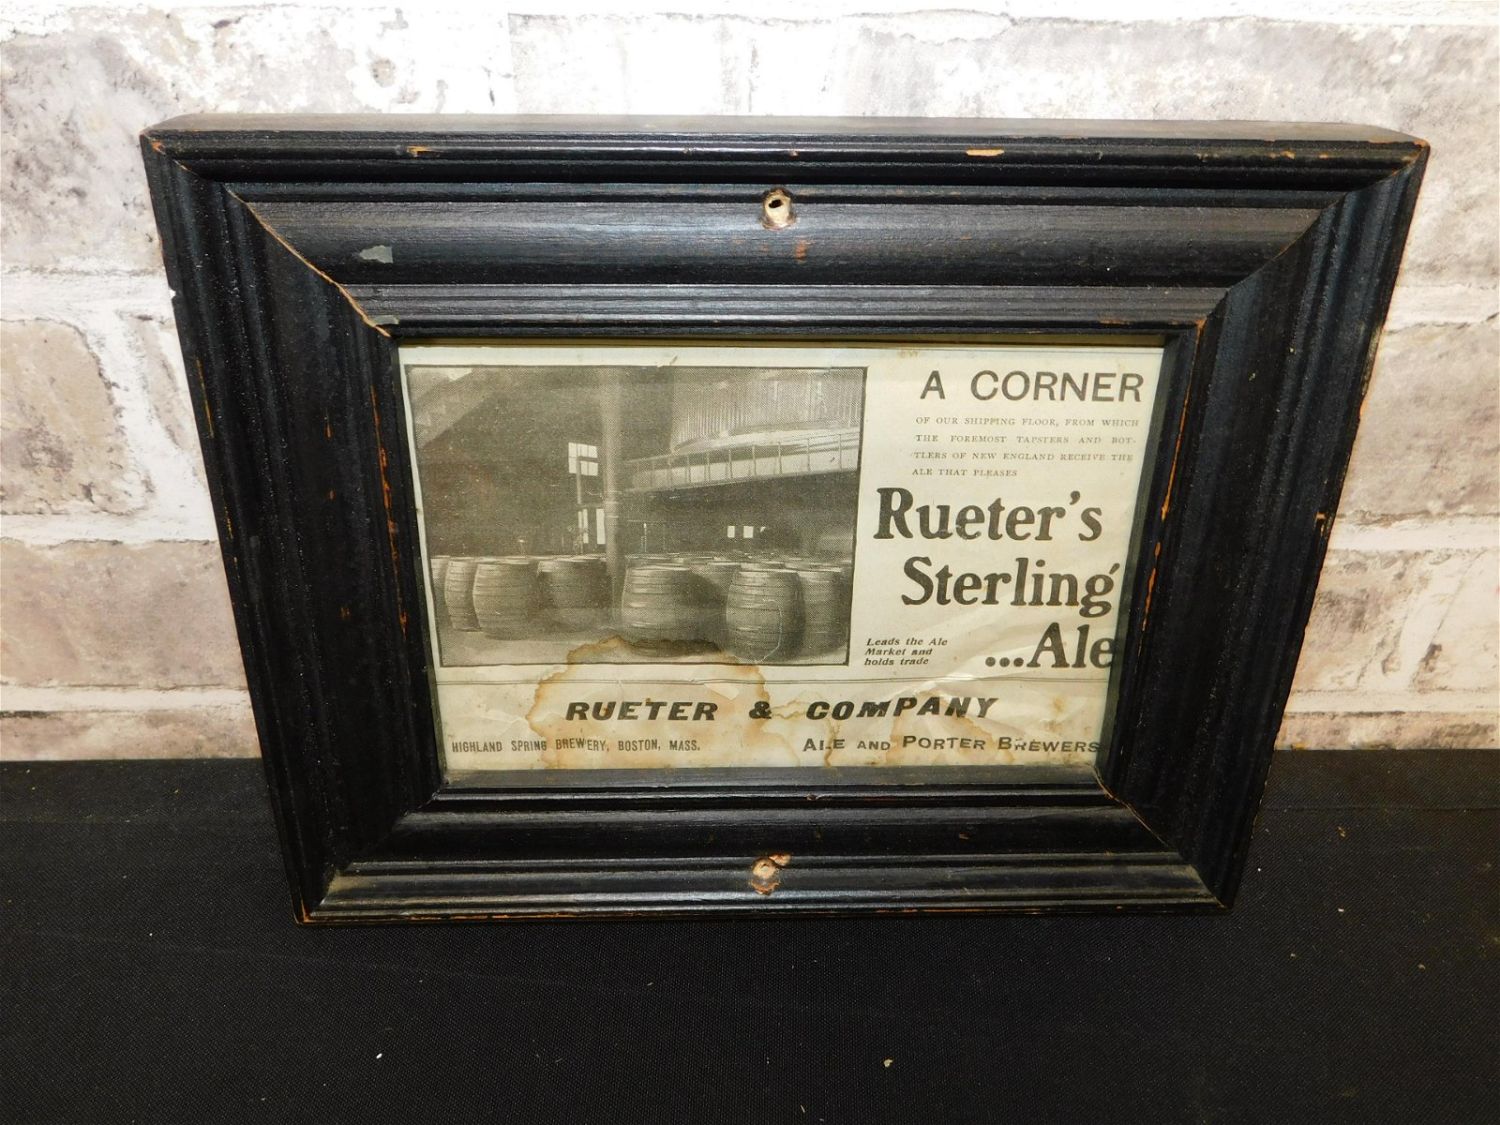 A CORNER
OF OUR SHIPPING FLOOR, FROM WHICH
THE FOREMOST TAPSTERS AND BOT-
TLERS OF NEW ENGLAND RECEIVE THE
ALE THAT PLEASES
Rueter's
Sterling
...Ale
Leads the Ale
Market and
holds trade
RUETER & COMPANY
HIGHLAND SPRING BREWERY, BOSTON, MASS.
ALE AND PORTER BREWERS